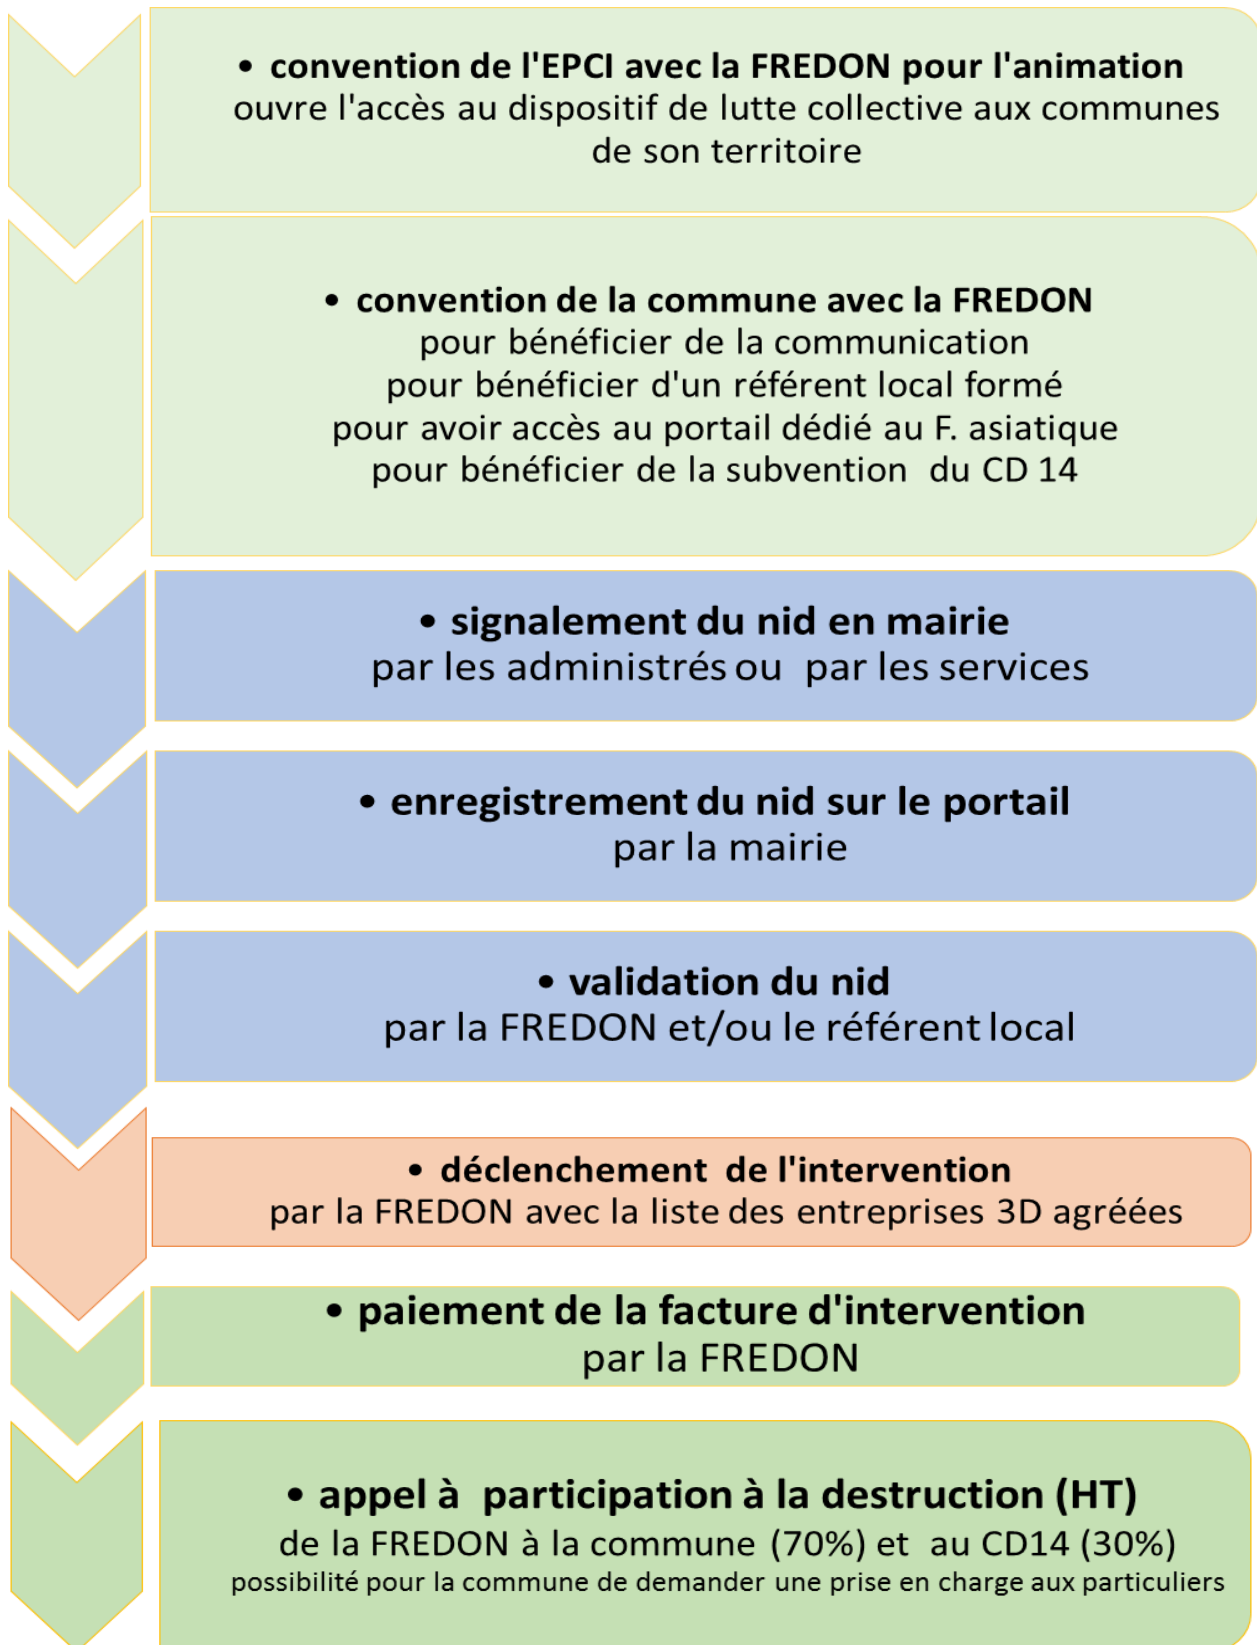 • convention de l'EPCI avec la FREDON pour l'animation
ouvre l'accès au dispositif de lutte collective aux communes
de son territoire
• convention de la commune avec la FREDON
pour bénéficier de la communication
pour bénéficier d'un référent local formé
pour avoir accès au portail dédié au F. asiatique
pour bénéficier de la subvention du CD 14
• signalement du nid en mairie
par les administrés ou par les services
• enregistrement du nid sur le portail
par la mairie
• validation du nid
par la FREDON et/ou le référent local
• déclenchement de l'intervention
par la FREDON avec la liste des entreprises 3D agréées
• paiement de la facture d'intervention
par la FREDON
• appel à participation à la destruction (HT)
de la FREDON à la commune (70%) et au CD14 (30%)
possibilité pour la commune de demander une prise en charge aux particuliers